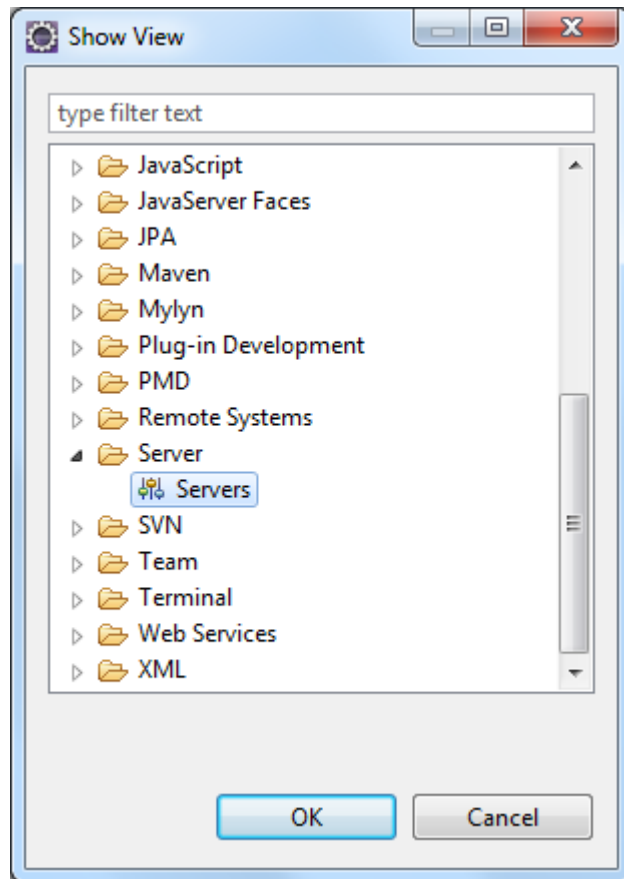 Show View
type filter text
JavaScript
JavaServer Faces
JPA
Maven
Mylyn
Plug-in Development
PMD
Remote Systems
Server
Servers
SVN
Team
Terminal
Web Services
XML
OK Cancel